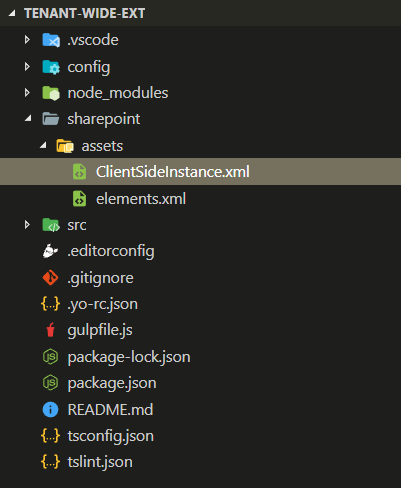 TENANT-WIDE-EXT
.vscode
config
node_modules
sharepoint
assets
ClientSideInstance.xml
elements.xml
src
.editorconfig
.gitignore
.yo-rc.json
gulpfile.js
package-lock.json
package.json
README.md
tsconfig.json
tslint.json